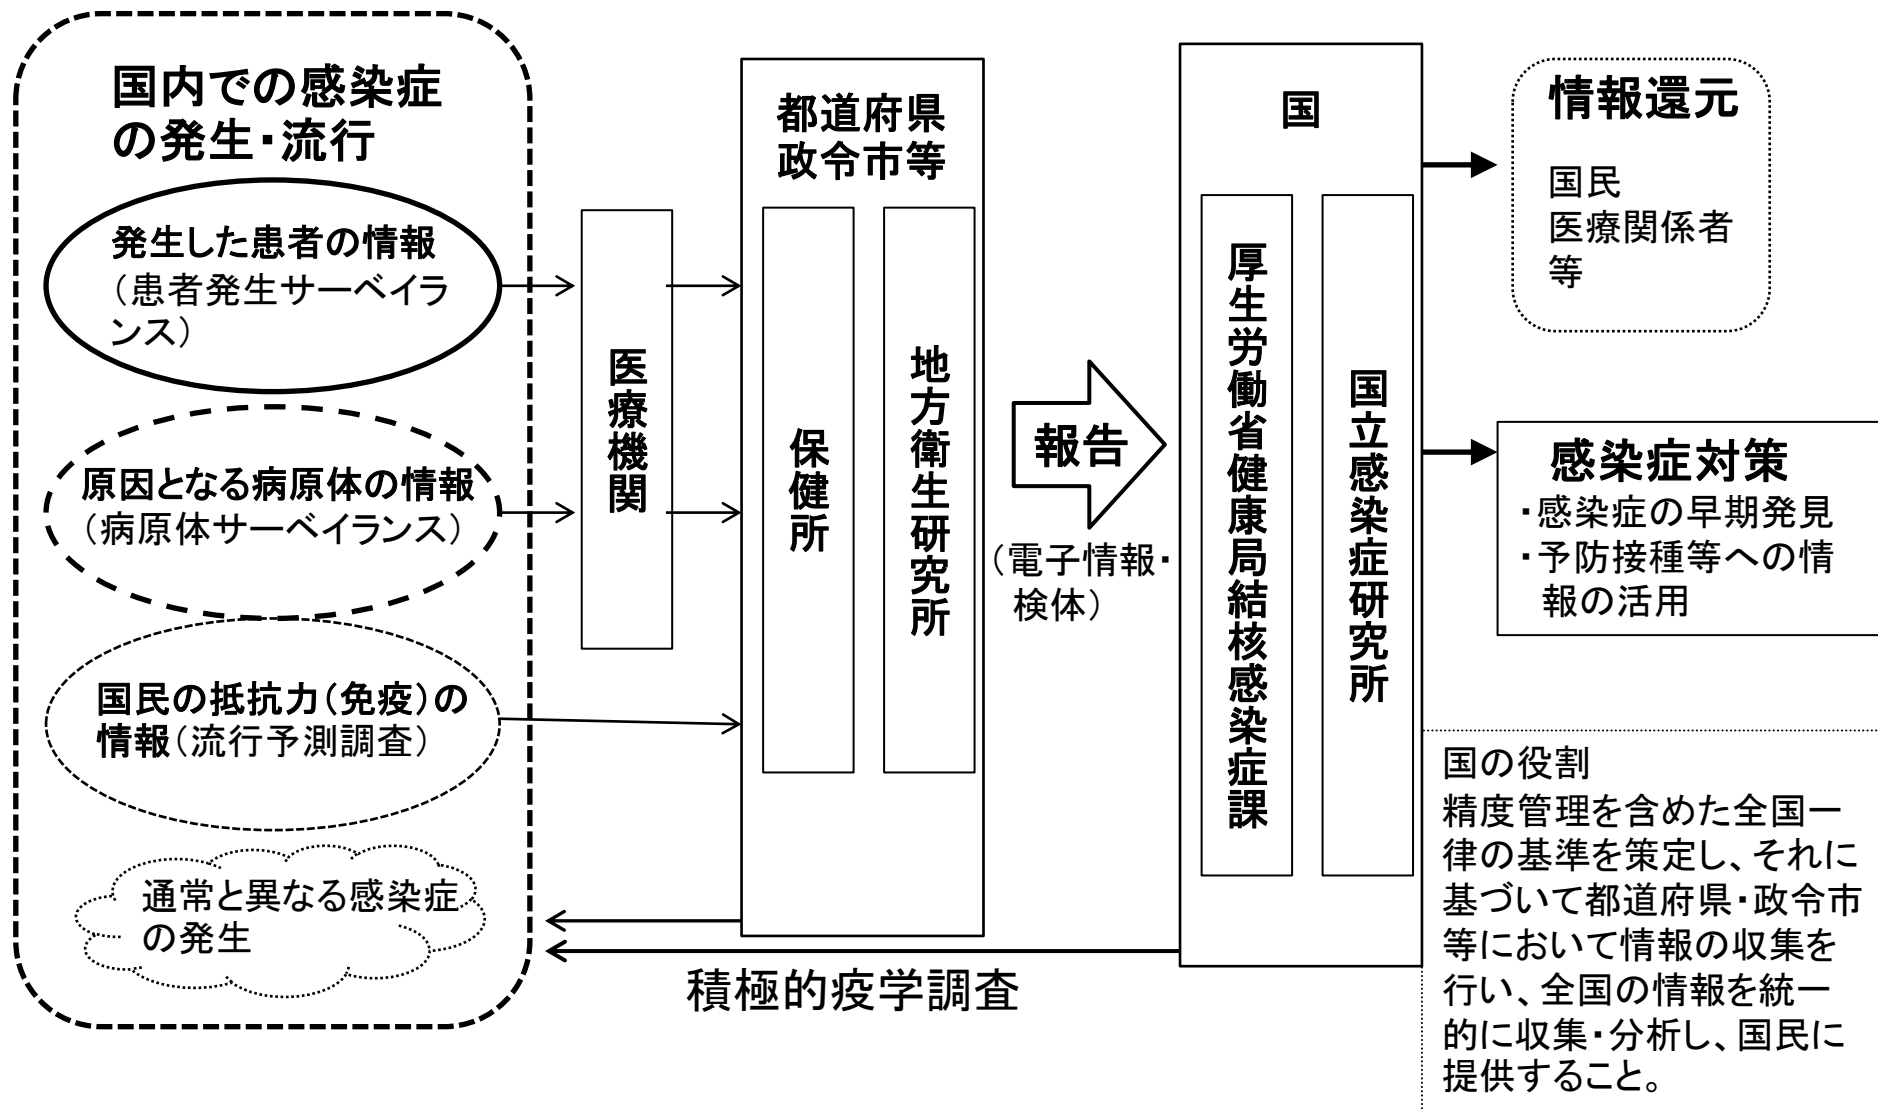 国内での感染症
の発生・流行
発生した患者の情報
（患者発生サーベイラ
ンス）
原因となる病原体の情報
（病原体サーベイランス）
国民の抵抗力（免疫）の
情報（流行予測調査）
通常と異なる感染症
の発生
医療機関
都道府県
政令市等
保健所
地方衛生研究所
報告
（電子情報・
検体）
積極的疫学調査
国
厚生労働省健康局結核感染症課
国立感染症研究所
情報還元
国民
医療関係者
等
感染症対策
・感染症の早期発見
・予防接種等への情
報の活用
国の役割
精度管理を含めた全国一
律の基準を策定し、それに
基づいて都道府県・政令市
等において情報の収集を
行い、全国の情報を統一
的に収集・分析し、国民に
提供すること。